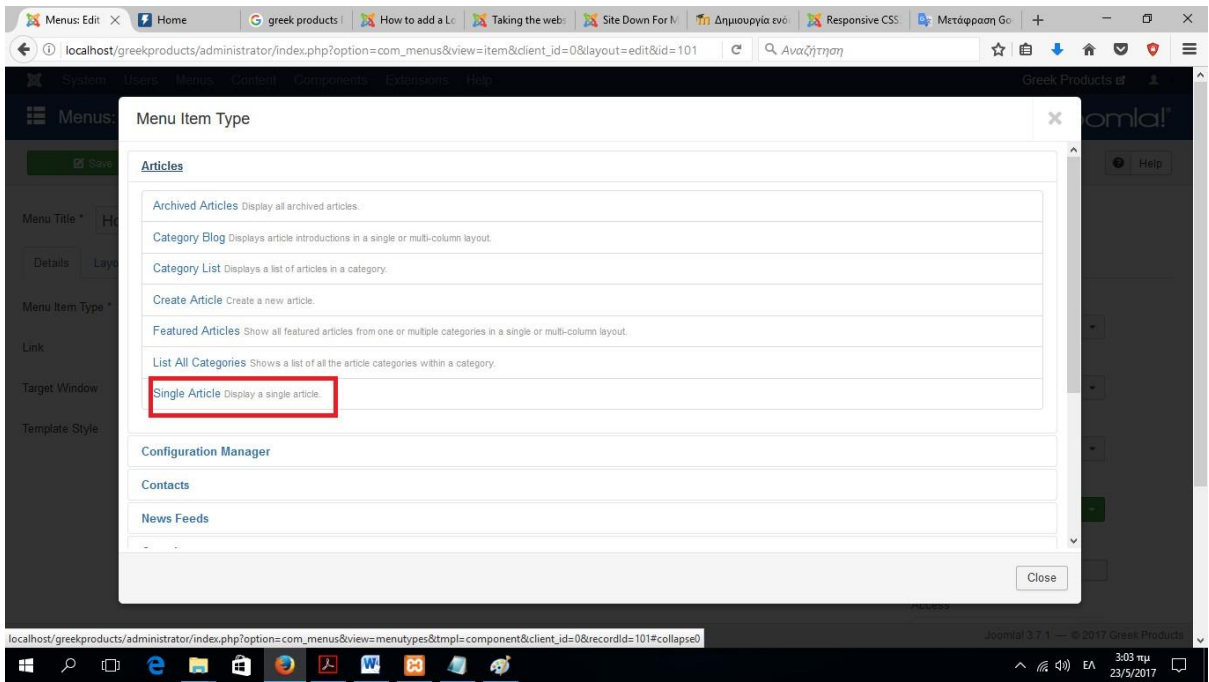 Menus: Edit
Home
greek products
How to add a Lo
Taking the webs
Site Down For M
Δημιουργία ενό
Responsive CSS
Μετάφραση Go
localhost/greekproducts/administrator/index.php?option=com_menus&view=item&client_id=0&layout=edit&id=101
Αναζήτηση
System Users Menus Content Components Extensions Help
Greek Products
Menus:
Joomla!
Menu Item Type
Save
Help
Articles
Archived Articles Display all archived articles.
Menu Title *
Category Blog Displays article introductions in a single or multi-column layout.
Details
Category List Displays a list of articles in a category.
Create Article Create a new article.
Menu Item Type *
Featured Articles Show all featured articles from one or multiple categories in a single or multi-column layout.
Link
List All Categories Shows a list of all the article categories within a category.
Target Window
Single Article Display a single article.
Template Style
Configuration Manager
Contacts
News Feeds
Close
Access
localhost/greekproducts/administrator/index.php?option=com_menus&view=menutypes&tmpl=component&client_id=0&recordId=101#collapse0
Joomla! 3.7.1 — © 2017 Greek Products
ΕΛ
3:03 πμ
23/5/2017